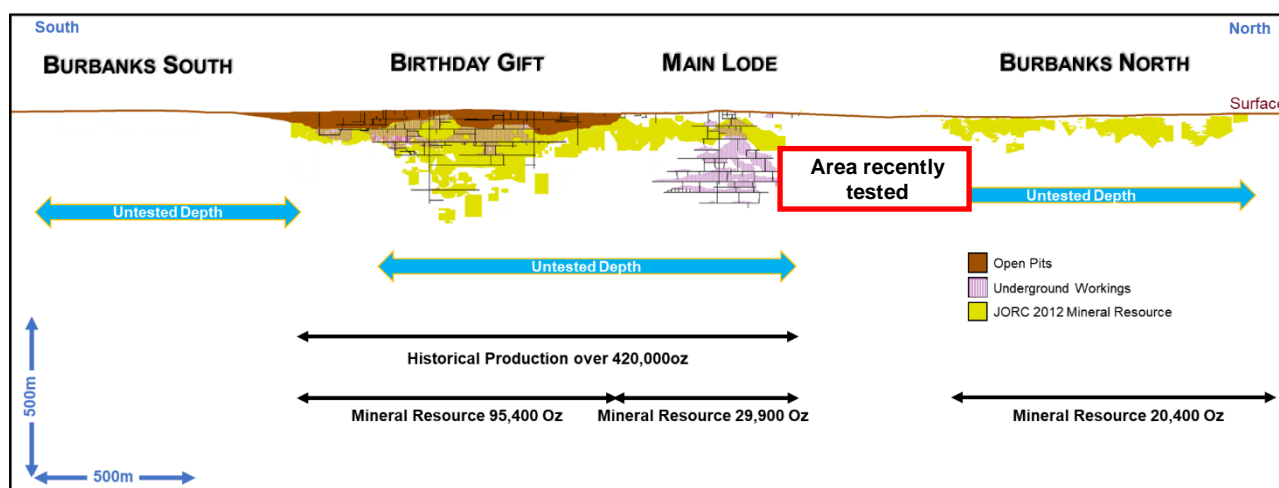 South
North
BURBANKS SOUTH
BIRTHDAY GIFT
MAIN LODE
BURBANKS NORTH
Surface
Area recently
tested
Untested Depth
Untested Depth
Untested Depth
Open Pits
Underground Workings
JORC 2012 Mineral Resource
Historical Production over 420,000oz
500m
Mineral Resource 95,400 Oz
Mineral Resource 29,900 Oz
Mineral Resource 20,400 Oz
500m